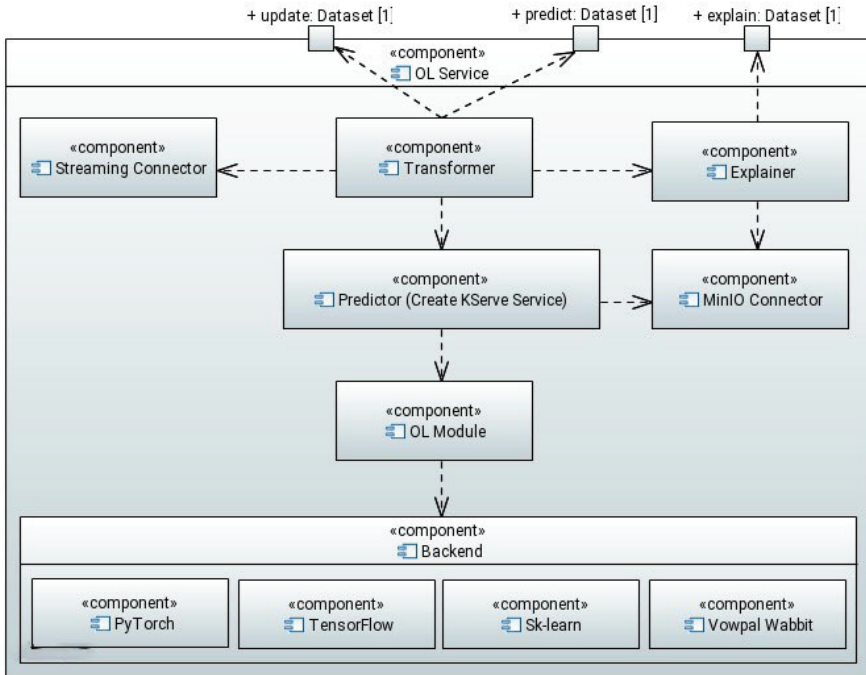 + update: Dataset [1]
+ predict: Dataset [1]
+ explain: Dataset [1]
«component»
OL Service
«component»
Streaming Connector
«component»
Transformer
«component»
Explainer
«component»
Predictor (Create KServe Service)
«component»
MinIO Connector
«component»
OL Module
«component»
Backend
«component»
PyTorch
«component»
TensorFlow
«component»
Sk-learn
«component»
Vowpal Wabbit